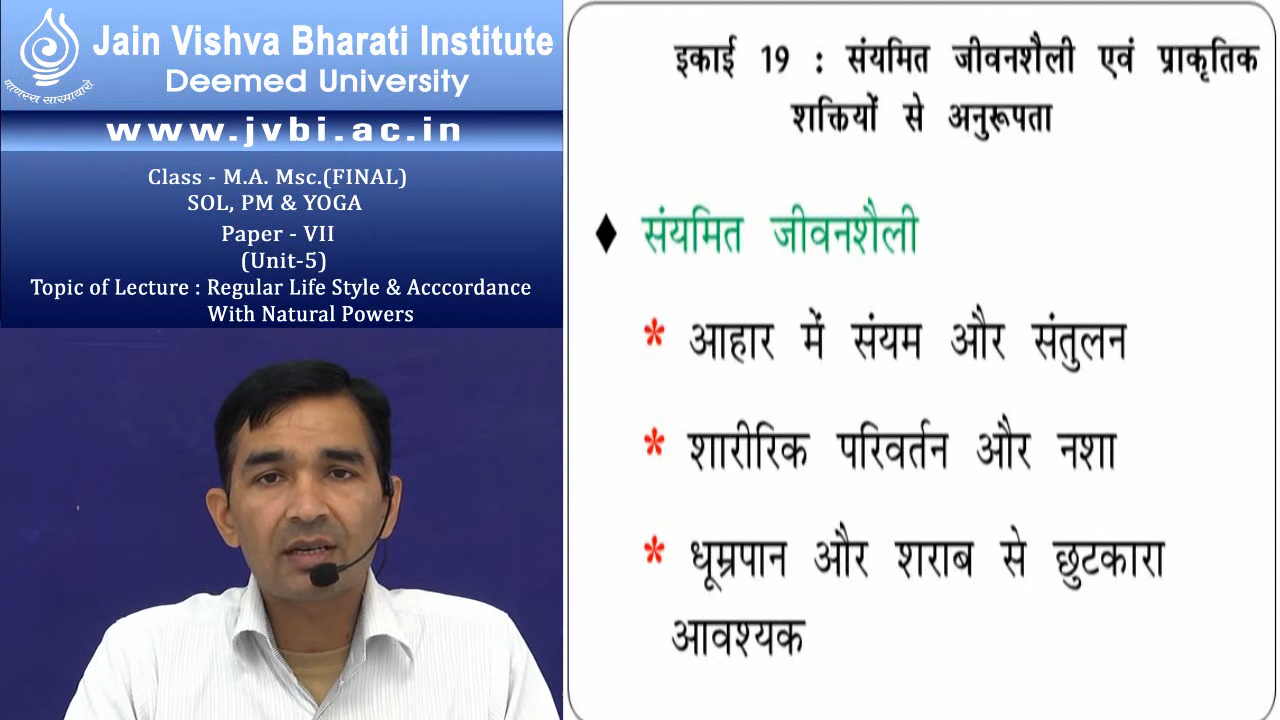 Jain Vishva Bharati Institute
Deemed University
णाणस्स सारमायारो
www.jvbi.ac.in
Class - M.A. Msc.(FINAL)
SOL, PM & YOGA
Paper - VII
(Unit-5)
Topic of Lecture : Regular Life Style & Acccordance
With Natural Powers
इकाई 19 : संयमित जीवनशैली एवं प्राकृतिक
शक्तियों से अनुरूपता
♦ संयमित जीवनशैली
* आहार में संयम और संतुलन
* शारीरिक परिवर्तन और नशा
* धूम्रपान और शराब से छुटकारा
आवश्यक